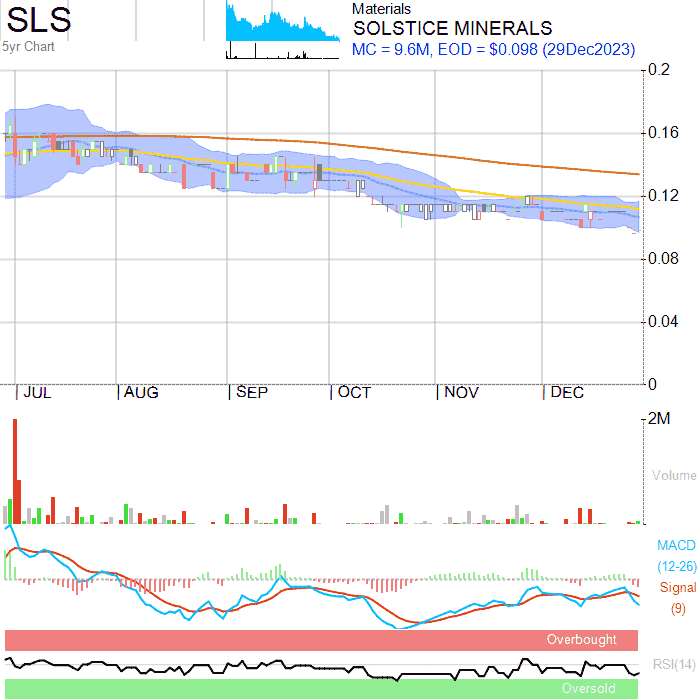 SLS
5yr Chart
Materials
SOLSTICE MINERALS
MC = 9.6M, EOD = $0.098 (29Dec2023)
0.2
0.16
0.12
0.08
0.04
0
JUL AUG SEP OCT NOV DEC
2M
Volume
MACD
(12-26)
Signal
(9)
Overbought
RSI(14)
Oversold